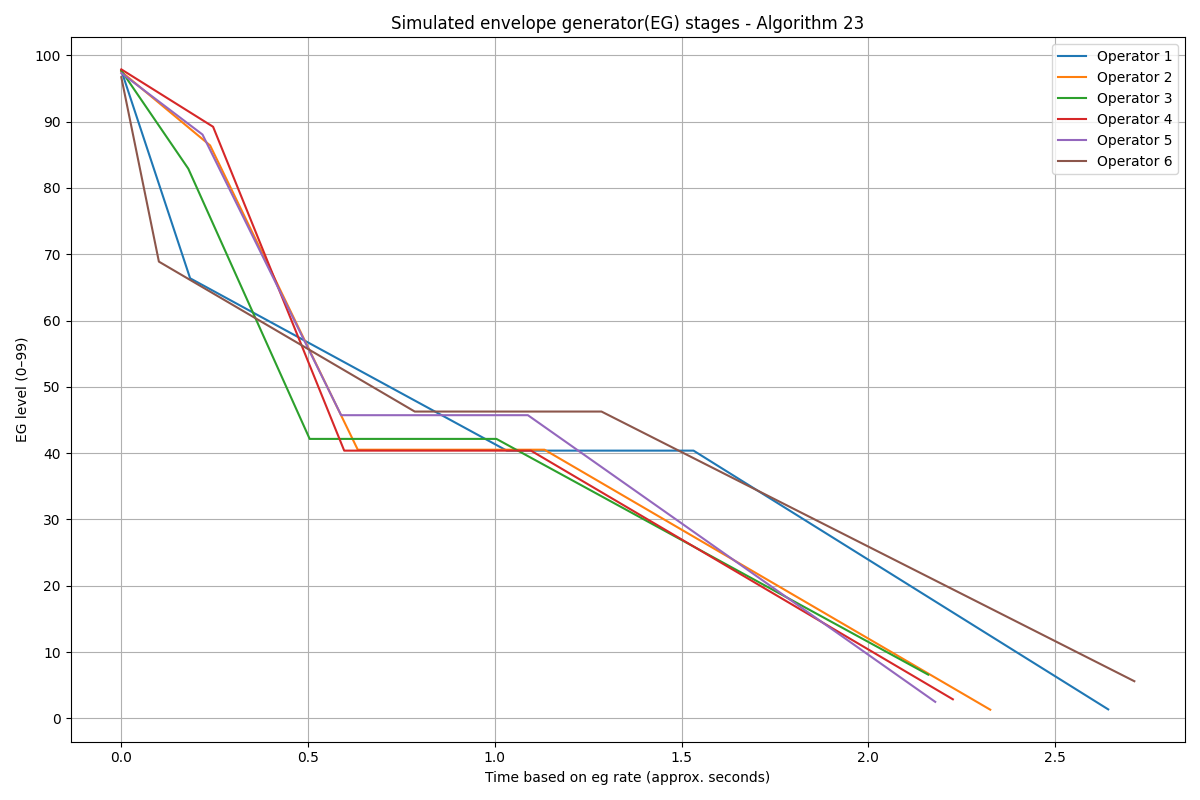 Simulated envelope generator(EG) stages - Algorithm 23
EG level (0–99)
100
90
80
70
60
50
40
30
20
10
0
Operator 1
Operator 2
Operator 3
Operator 4
Operator 5
Operator 6
0.0 0.5 1.0 1.5 2.0 2.5
Time based on eg rate (approx. seconds)